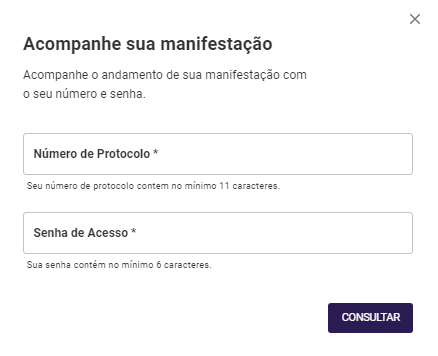 Acompanhe sua manifestação
Acompanhe o andamento de sua manifestação com
o seu número e senha.
Número de Protocolo *
Seu número de protocolo contem no mínimo 11 caracteres.
Senha de Acesso *
Sua senha contém no mínimo 6 caracteres.
CONSULTAR